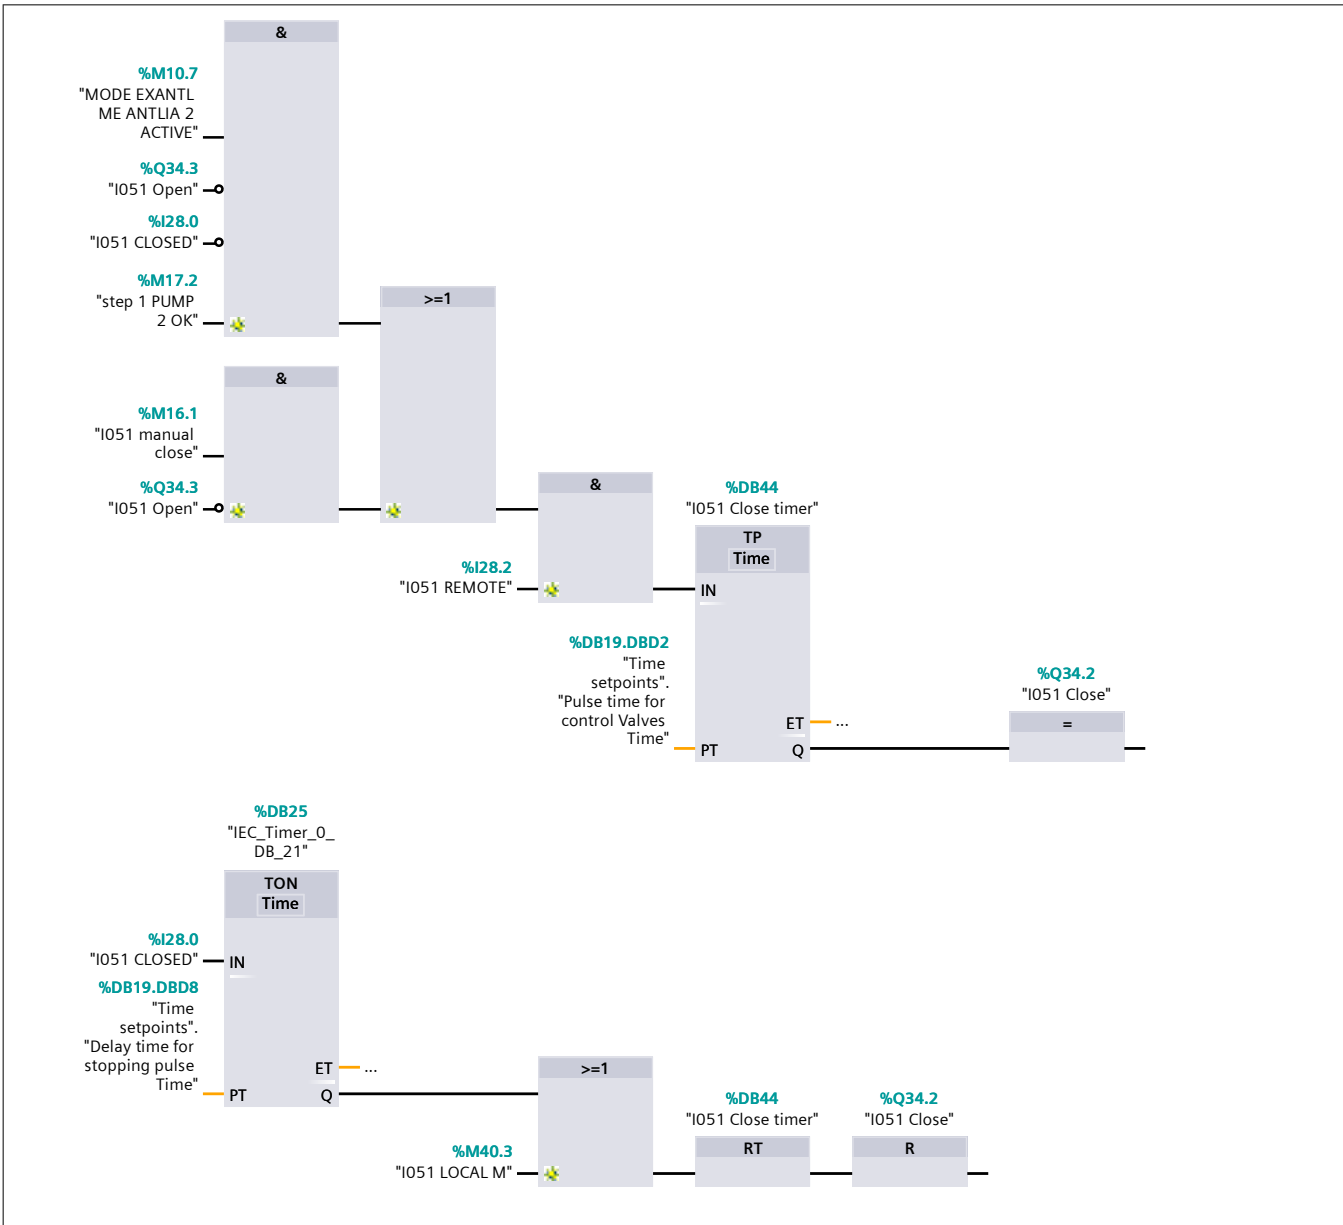 &
%M10.7
"MODE EXANTL
ME ANTLIA 2
ACTIVE"
%Q34.3
"I051 Open"
%I28.0
"I051 CLOSED"
%M17.2
"step 1 PUMP
2 OK"
>=1
&
%M16.1
"I051 manual
close"
%Q34.3
"I051 Open"
&
%I28.2
"I051 REMOTE"
%DB44
"I051 Close timer"
TP
Time
IN
%DB19.DBD2
"Time
setpoints".
"Pulse time for
control Valves
Time"
PT
ET
...
Q
%Q34.2
"I051 Close"
=
%DB25
"IEC_Timer_0_
DB_21"
TON
Time
%I28.0
"I051 CLOSED"
IN
%DB19.DBD8
"Time
setpoints".
"Delay time for
stopping pulse
Time"
PT
ET
...
Q
>=1
%M40.3
"I051 LOCAL M"
%DB44
"I051 Close timer"
RT
%Q34.2
"I051 Close"
R